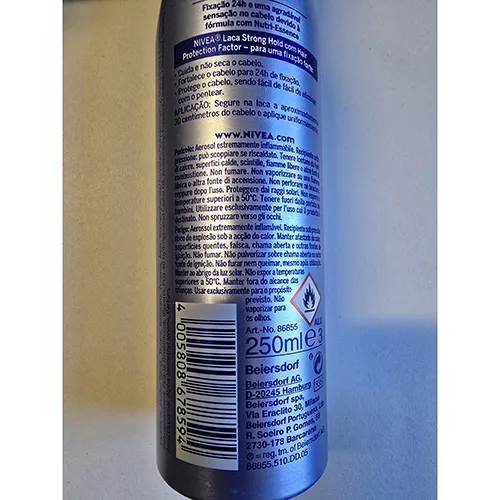 Fixação 24h e uma agradável
sensação no cabelo devido à
fórmula com Nutri-Essence
NIVEA® Laca Strong Hold com Hair
Protection Factor – para uma fixação forte.
• Cuida e não seca o cabelo.
• Fortalece o cabelo para 24h de fixação.
• Protege o cabelo, sendo fácil de fácil de eliminar
com o pentear.
APLICAÇÃO: Segure na laca a aproximadamente
30 centímetros do cabelo e aplique uniformemente.
WWW.NIVEA.com
Pericolo: Aerosol estremamente infiammabile. Recipiente sotto
pressione: può scoppiare se riscaldato. Tenere lontano da fonti
di calore, superfici calde, scintille, fiamme libere o altre fonti di
accensione. Non fumare. Non vaporizzare su una fiamma
libera o altra fonte di accensione. Non perforare né bruciare
neppure dopo l'uso. Proteggere dai raggi solari. Non esporre a
temperature superiori a 50°C. Tenere fuori dalla portata dei
bambini. Utilizzare esclusivamente per l'uso cui il prodotto è
destinato. Non spruzzare verso gli occhi.
Perigo: Aerossol extremamente inflamável. Recipiente sob pressão:
risco de explosão sob a acção do calor. Manter afastado de calor,
superfícies quentes, faísca, chama aberta e outras fontes de
ignição. Não fumar. Não pulverizar sobre chama aberta ou outra
fonte de ignição. Não furar nem queimar, mesmo após utilização.
Manter ao abrigo da luz solar. Não expor a temperaturas
superiores a 50°C. Manter fora do alcance das
crianças. Usar exclusivamente para o propósito
previsto. Não
vaporizar para
os olhos.
Art.-No. 86855
250ml e 3
Beiersdorf
Beiersdorf AG,
D-20245 Hamburg
Beiersdorf spa,
Via Eraclito 30, Milano
Beiersdorf Portuguesa, Lda
R. Soeiro P. Gomes, 59
2730-178 Barcarena
® = reg. tm. of Beiersdorf AG
86855.510.DD.05
4 005808 678594